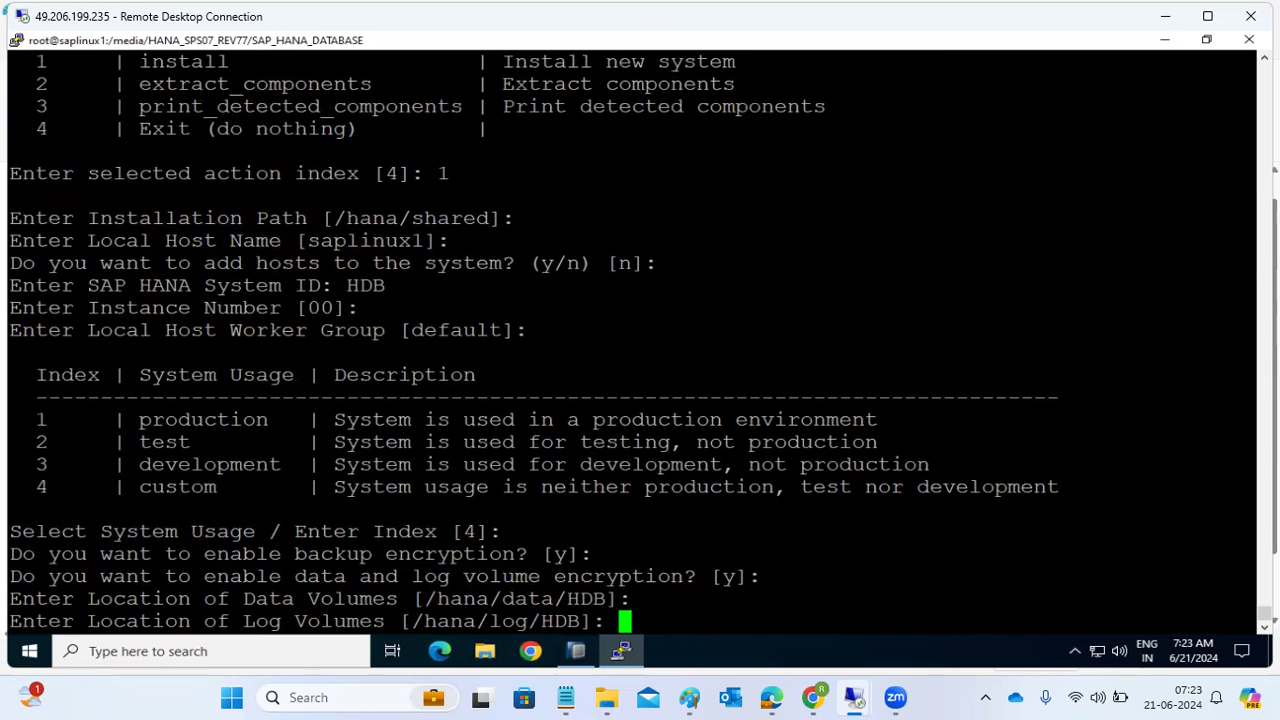 49.206.199.235 - Remote Desktop Connection
root@saplinux1:/media/HANA_SPS07_REV77/SAP_HANA_DATABASE
1 | install | Install new system
2 | extract_components | Extract components
3 | print_detected_components | Print detected components
4 | Exit (do nothing) |
Enter selected action index [4]: 1
Enter Installation Path [/hana/shared]:
Enter Local Host Name [saplinux1]:
Do you want to add hosts to the system? (y/n) [n]:
Enter SAP HANA System ID: HDB
Enter Instance Number [00]:
Enter Local Host Worker Group [default]:
Index | System Usage | Description
-------------------------------------------------------------------------------
1 | production | System is used in a production environment
2 | test | System is used for testing, not production
3 | development | System is used for development, not production
4 | custom | System usage is neither production, test nor development
Select System Usage / Enter Index [4]:
Do you want to enable backup encryption? [y]:
Do you want to enable data and log volume encryption? [y]:
Enter Location of Data Volumes [/hana/data/HDB]:
Enter Location of Log Volumes [/hana/log/HDB]:
Type here to search
ENG
IN
7:23 AM
6/21/2024
1
Search
R
zm
07:23
21-06-2024
PRE